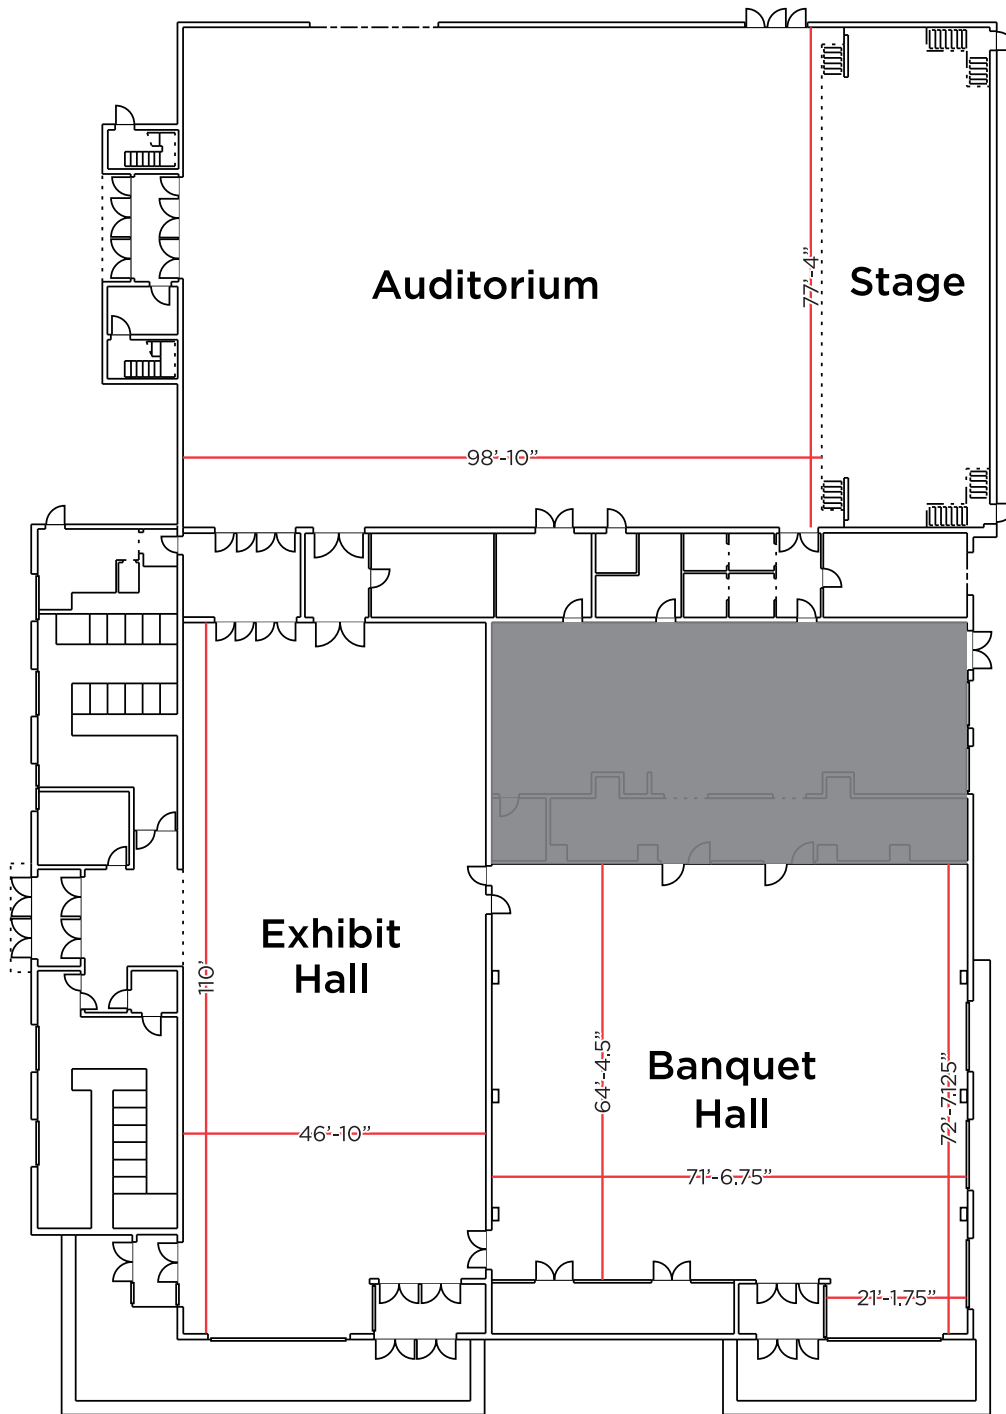 Auditorium
Stage
77’-4”
98’-10”
Exhibit
Hall
110’
46’-10”
Banquet
Hall
64’-4.5”
72’-7.125”
71’-6.75”
21’-1.75”